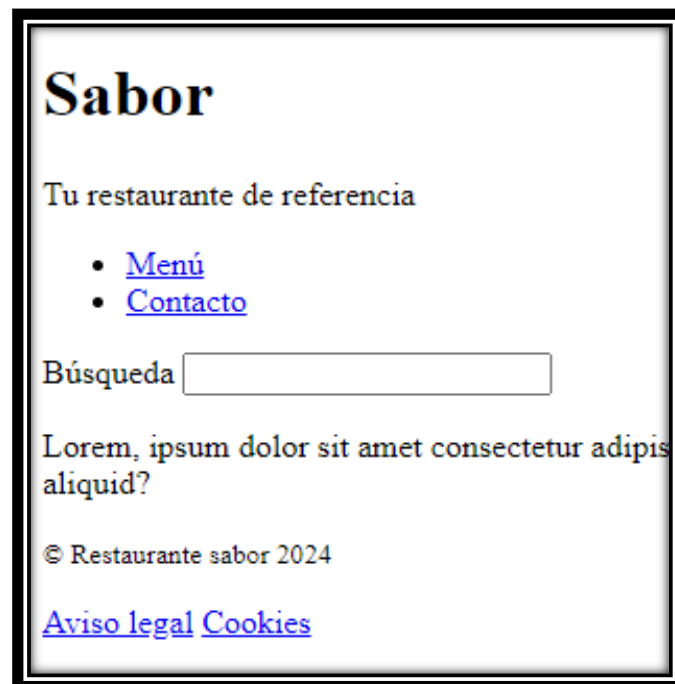 Sabor
Tu restaurante de referencia
Menú
Contacto
Búsqueda
Lorem, ipsum dolor sit amet consectetur adipis
aliquid?
© Restaurante sabor 2024
Aviso legal Cookies